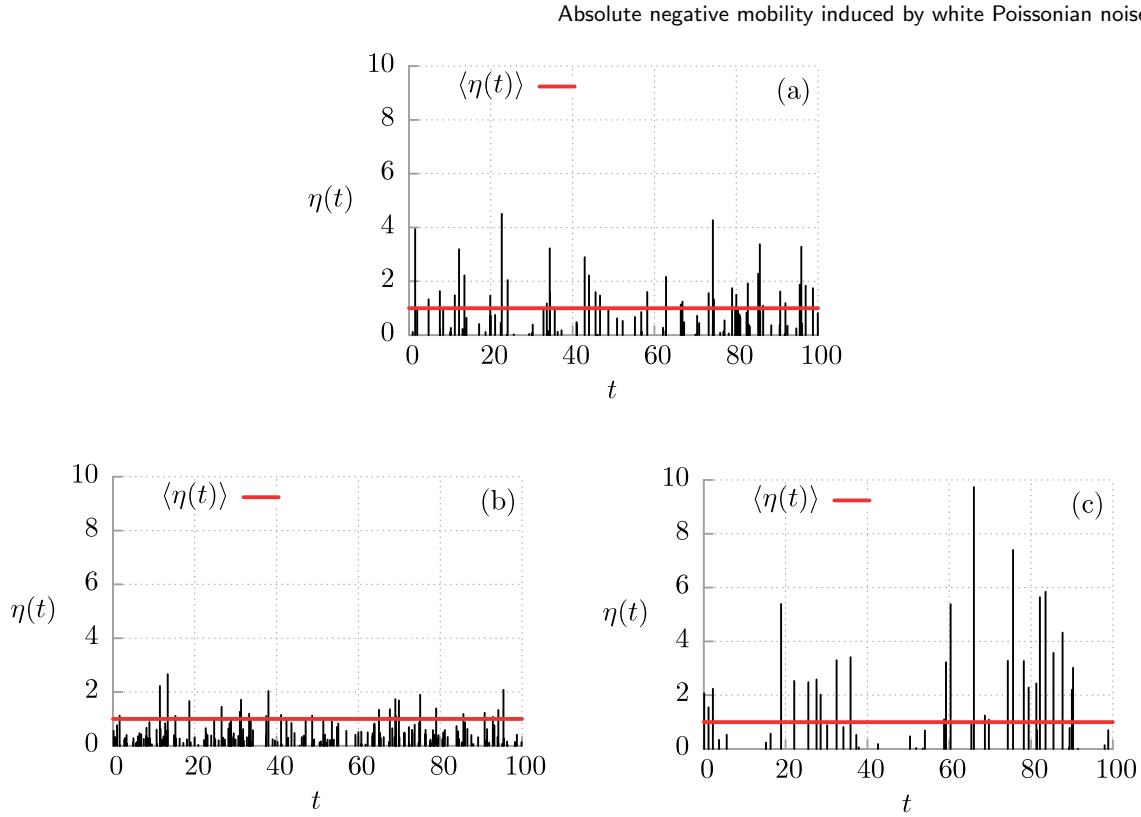 Absolute negative mobility induced by white Poissonian noise
10
8
6
4
2
0
η(t)
⟨η(t)⟩
(a)
0 20 40 60 80 100
t
10
8
6
4
2
0
η(t)
⟨η(t)⟩
(b)
0 20 40 60 80 100
t
10
8
6
4
2
0
η(t)
⟨η(t)⟩
(c)
0 20 40 60 80 100
t